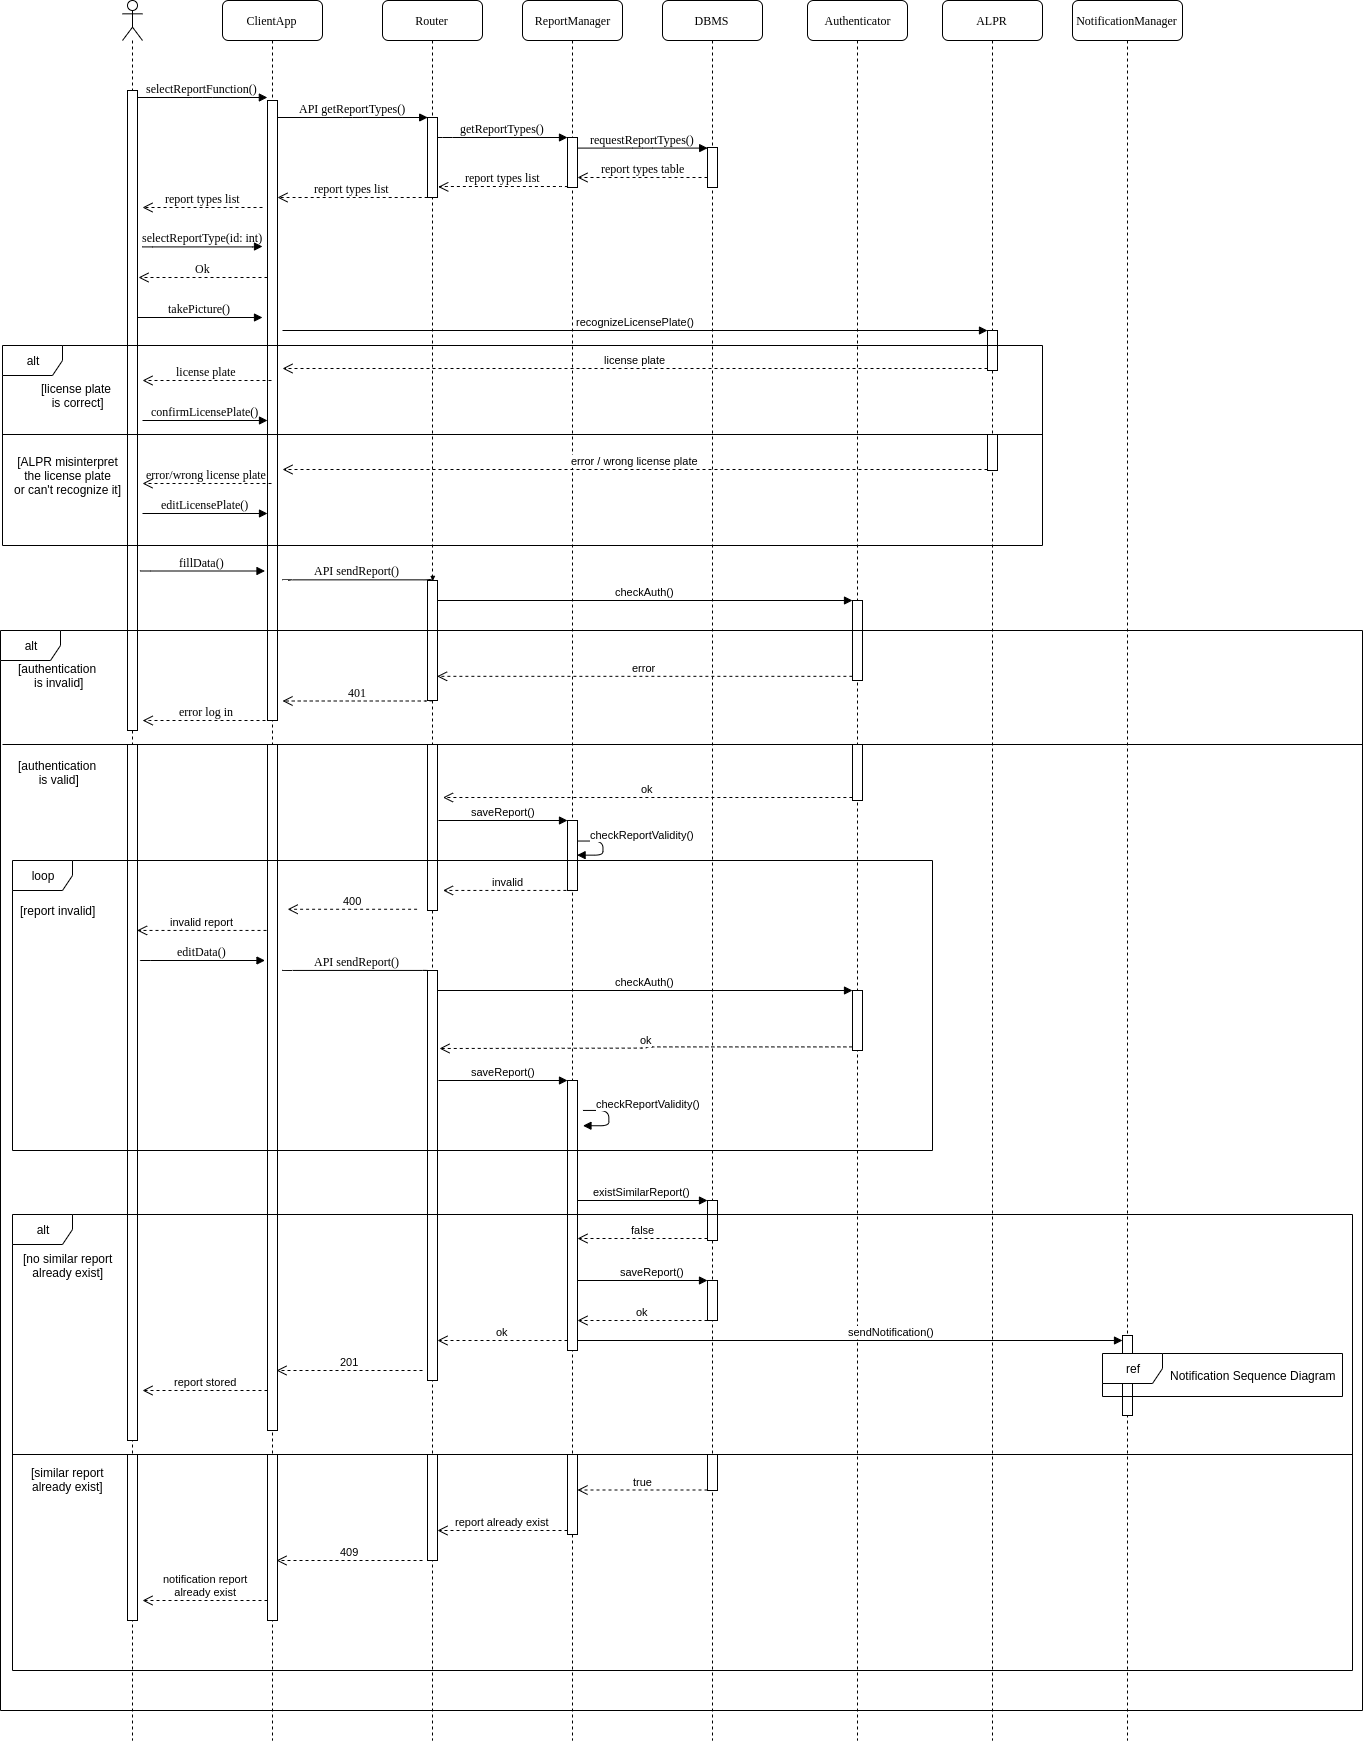 ClientApp
Router
ReportManager
DBMS
Authenticator
ALPR
NotificationManager
selectReportFunction()
API getReportTypes()
getReportTypes()
requestReportTypes()
report types table
report types list
report types list
report types list
selectReportType(id: int)
Ok
takePicture()
recognizeLicensePlate()
alt
license plate
license plate
[license plate
is correct]
confirmLicensePlate()
[ALPR misinterpret
the license plate
or can't recognize it]
error / wrong license plate
error/wrong license plate
editLicensePlate()
fillData()
API sendReport()
checkAuth()
alt
[authentication
is invalid]
error
401
error log in
[authentication
is valid]
ok
saveReport()
checkReportValidity()
loop
invalid
400
[report invalid]
invalid report
editData()
API sendReport()
checkAuth()
ok
saveReport()
checkReportValidity()
existSimilarReport()
alt
false
[no similar report
already exist]
saveReport()
ok
ok
sendNotification()
201
ref
Notification Sequence Diagram
report stored
[similar report
already exist]
true
report already exist
409
notification report
already exist